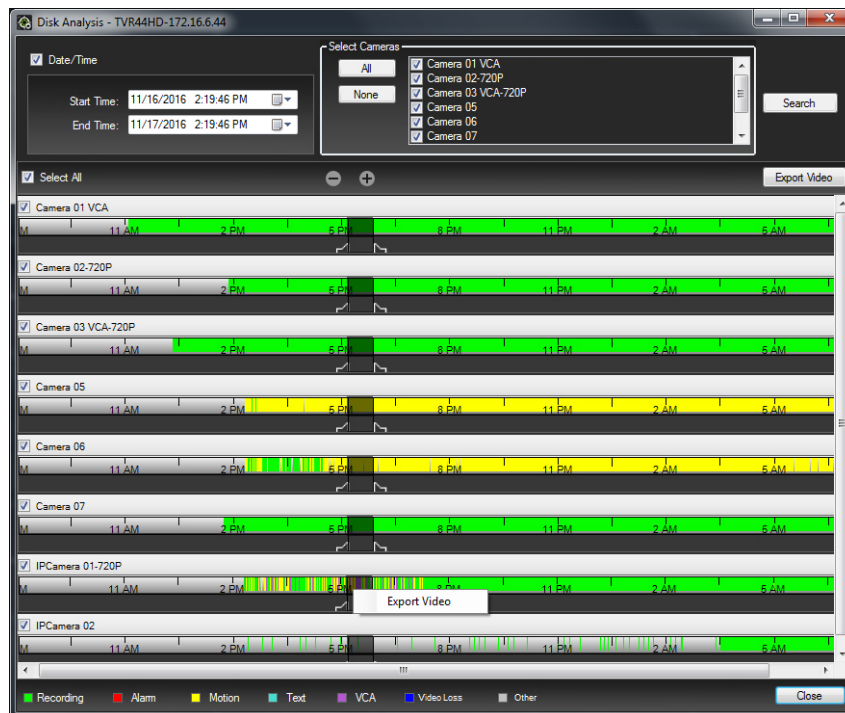 Disk Analysis - TVR44HD-172.16.6.44
Date/Time
Start Time: 11/16/2016 2:19:46 PM
End Time: 11/17/2016 2:19:46 PM
Select Cameras
All
None
Camera 01 VCA
Camera 02-720P
Camera 03 VCA-720P
Camera 05
Camera 06
Camera 07
Search
Select All
Export Video
Camera 01 VCA
M 11 AM 2 PM 5 PM 8 PM 11 PM 2 AM 5 AM
Camera 02-720P
M 11 AM 2 PM 5 PM 8 PM 11 PM 2 AM 5 AM
Camera 03 VCA-720P
M 11 AM 2 PM 5 PM 8 PM 11 PM 2 AM 5 AM
Camera 05
M 11 AM 2 PM 5 PM 8 PM 11 PM 2 AM 5 AM
Camera 06
M 11 AM 2 PM 5 PM 8 PM 11 PM 2 AM 5 AM
Camera 07
M 11 AM 2 PM 5 PM 8 PM 11 PM 2 AM 5 AM
IPCamera 01-720P
M 11 AM 2 PM 5 PM 8 PM 11 PM 2 AM 5 AM
Export Video
IPCamera 02
M 11 AM 2 PM 5 PM 8 PM 11 PM 2 AM 5 AM
Recording Alarm Motion Text VCA Video Loss Other
Close